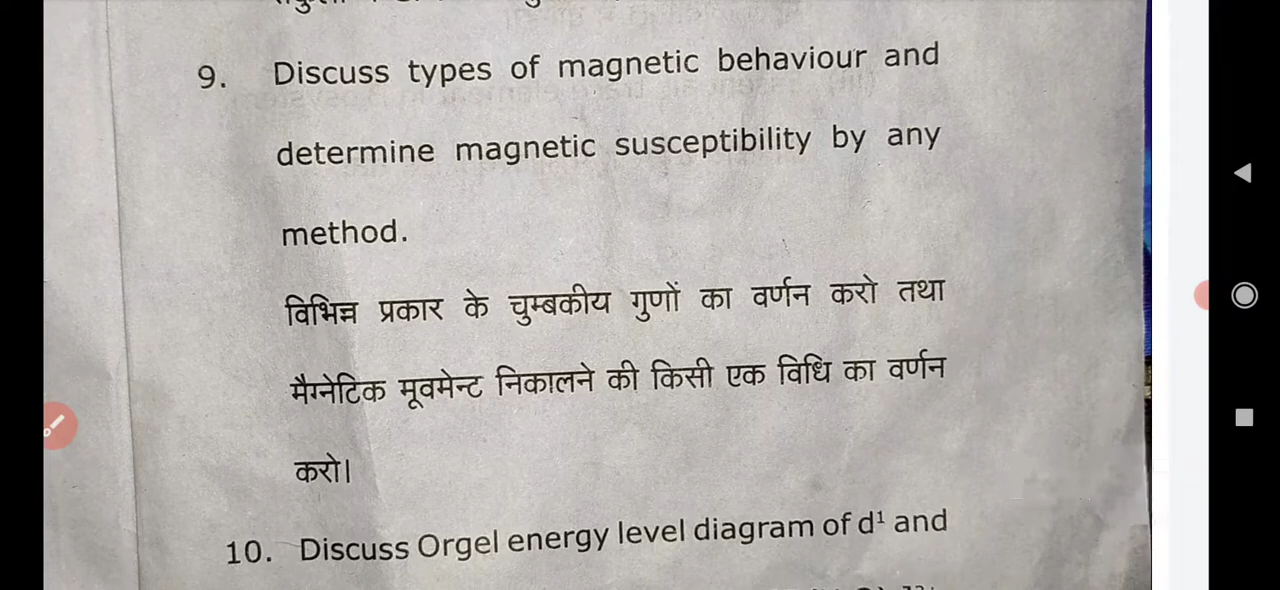 9. Discuss types of magnetic behaviour and
determine magnetic susceptibility by any
method.
विभिन्न प्रकार के चुम्बकीय गुणों का वर्णन करो तथा
मैग्नेटिक मूवमेन्ट निकालने की किसी एक विधि का वर्णन
करो।
10. Discuss Orgel energy level diagram of d¹ and